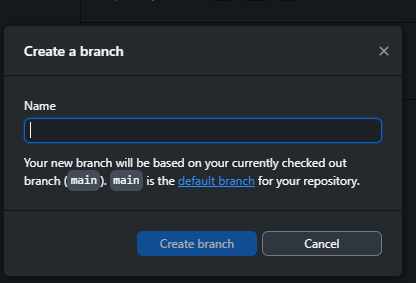 Create a branch
Name
Your new branch will be based on your currently checked out
branch (main). main is the default branch for your repository.
Create branch
Cancel